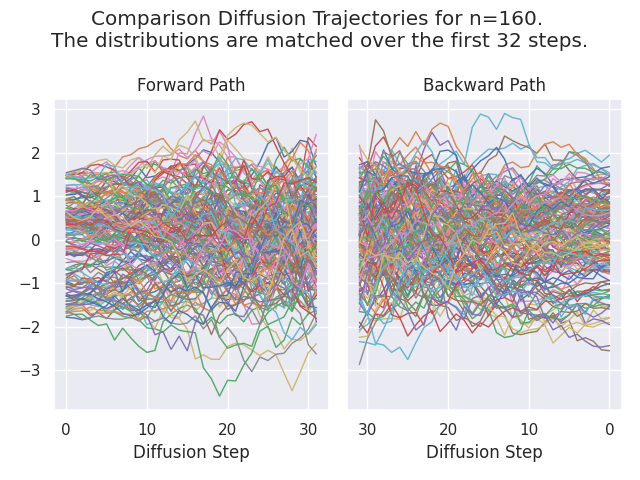 Comparison Diffusion Trajectories for n=160.
The distributions are matched over the first 32 steps.
Forward Path
Backward Path
3
2
1
0
−1
−2
−3
0 10 20 30
30 20 10 0
Diffusion Step
Diffusion Step